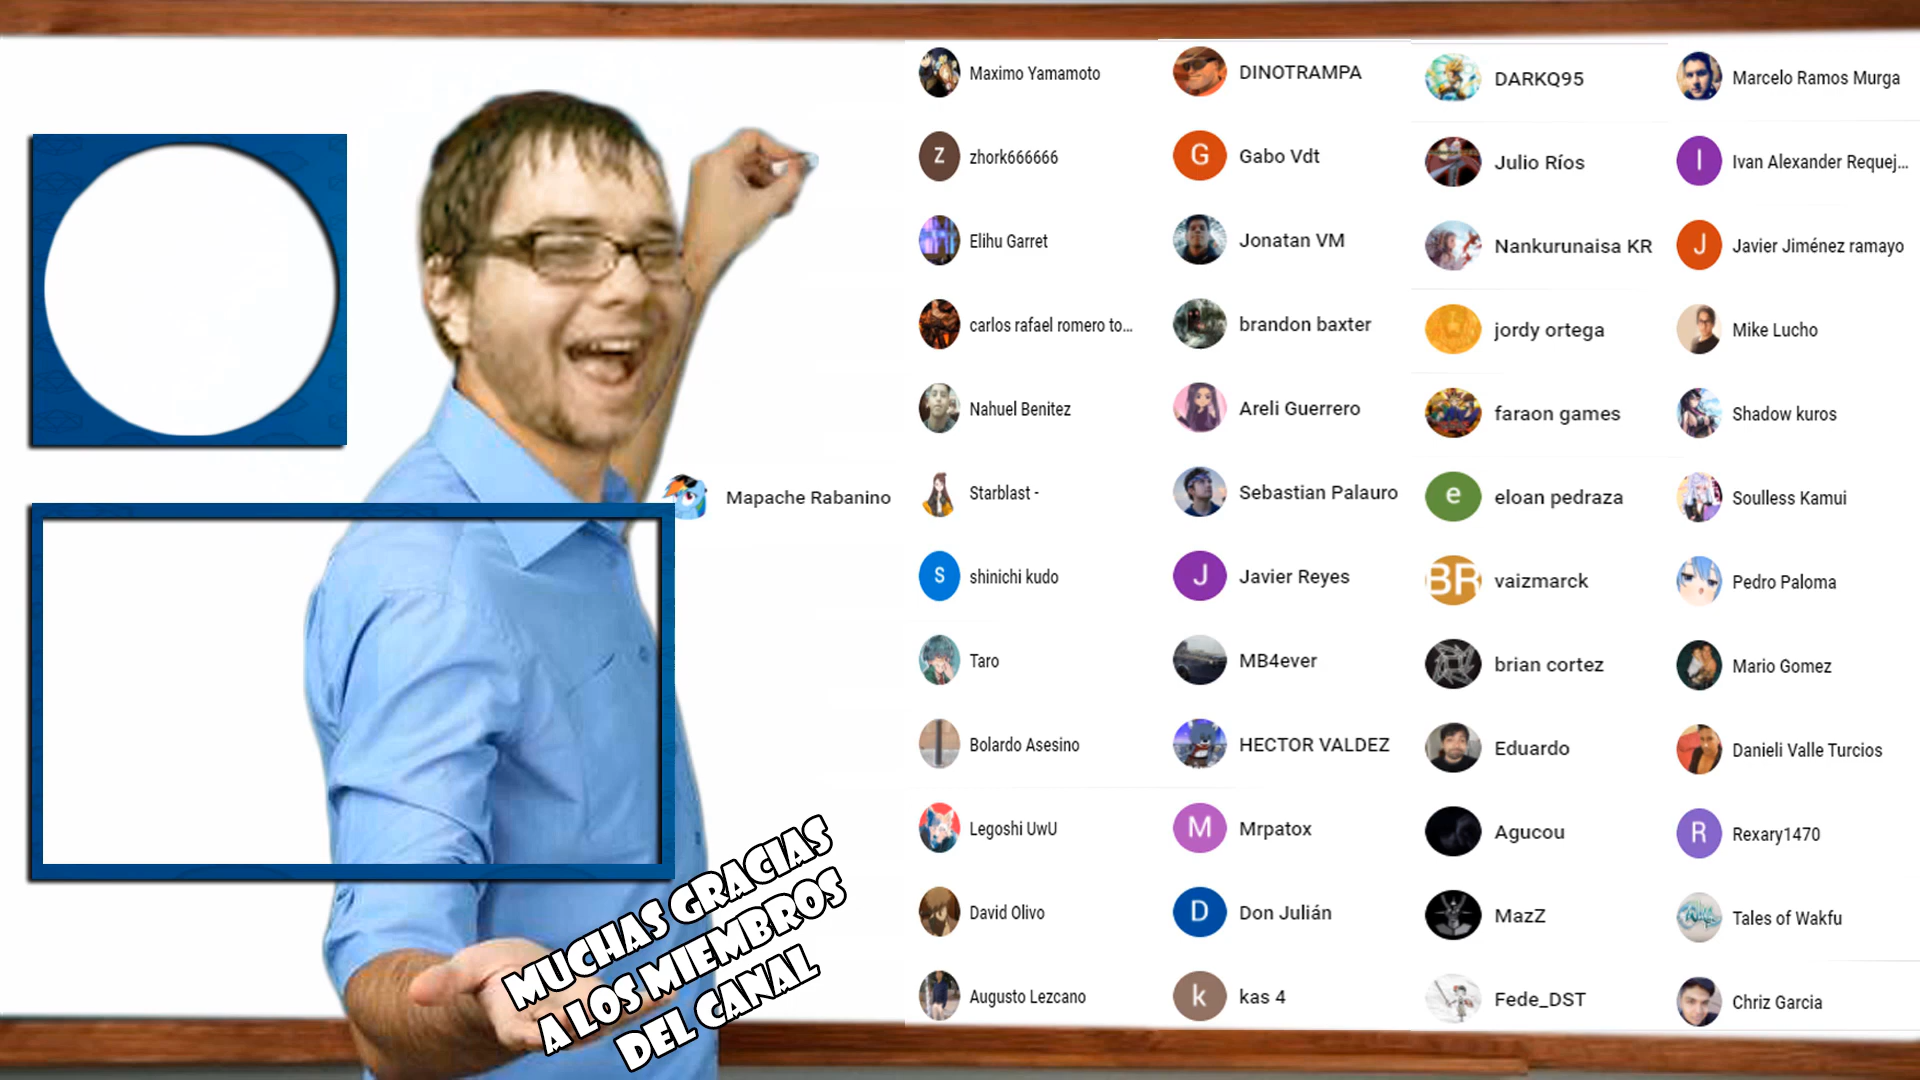 Mapache Rabanino
MUCHAS GRACIAS
A LOS MIEMBROS
DEL CANAL
Maximo Yamamoto
Z
zhork666666
Elihu Garret
carlos rafael romero to...
Nahuel Benitez
Starblast -
S
shinichi kudo
Taro
Bolardo Asesino
Legoshi UwU
David Olivo
Augusto Lezcano
DINOTRAMPA
G
Gabo Vdt
Jonatan VM
brandon baxter
Areli Guerrero
Sebastian Palauro
J
Javier Reyes
MB4ever
HECTOR VALDEZ
M
Mrpatox
D
Don Julián
k
kas 4
DARKQ95
Julio Ríos
Nankurunaisa KR
jordy ortega
faraon games
e
eloan pedraza
BR
vaizmarck
brian cortez
Eduardo
Agucou
MazZ
Fede_DST
Marcelo Ramos Murga
I
Ivan Alexander Requej...
J
Javier Jiménez ramayo
Mike Lucho
Shadow kuros
Soulless Kamui
Pedro Paloma
Mario Gomez
Danieli Valle Turcios
R
Rexary1470
Tales of Wakfu
Chriz Garcia